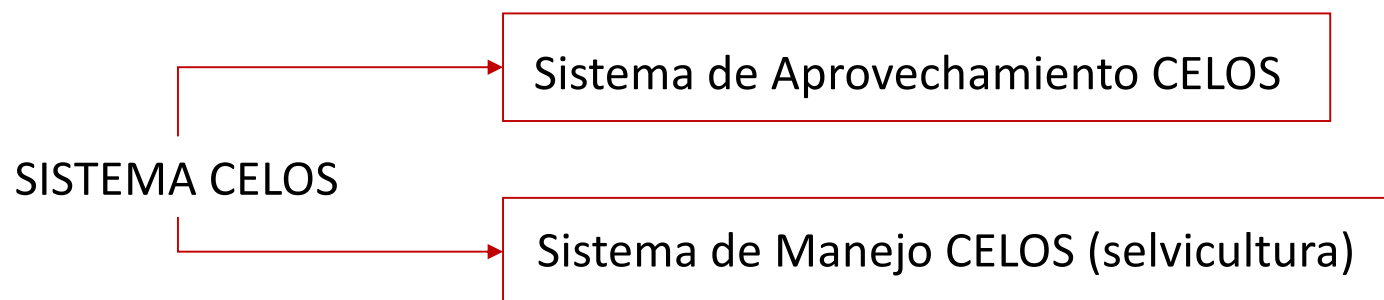 Sistema de Aprovechamiento CELOS
SISTEMA CELOS
Sistema de Manejo CELOS (selvicultura)